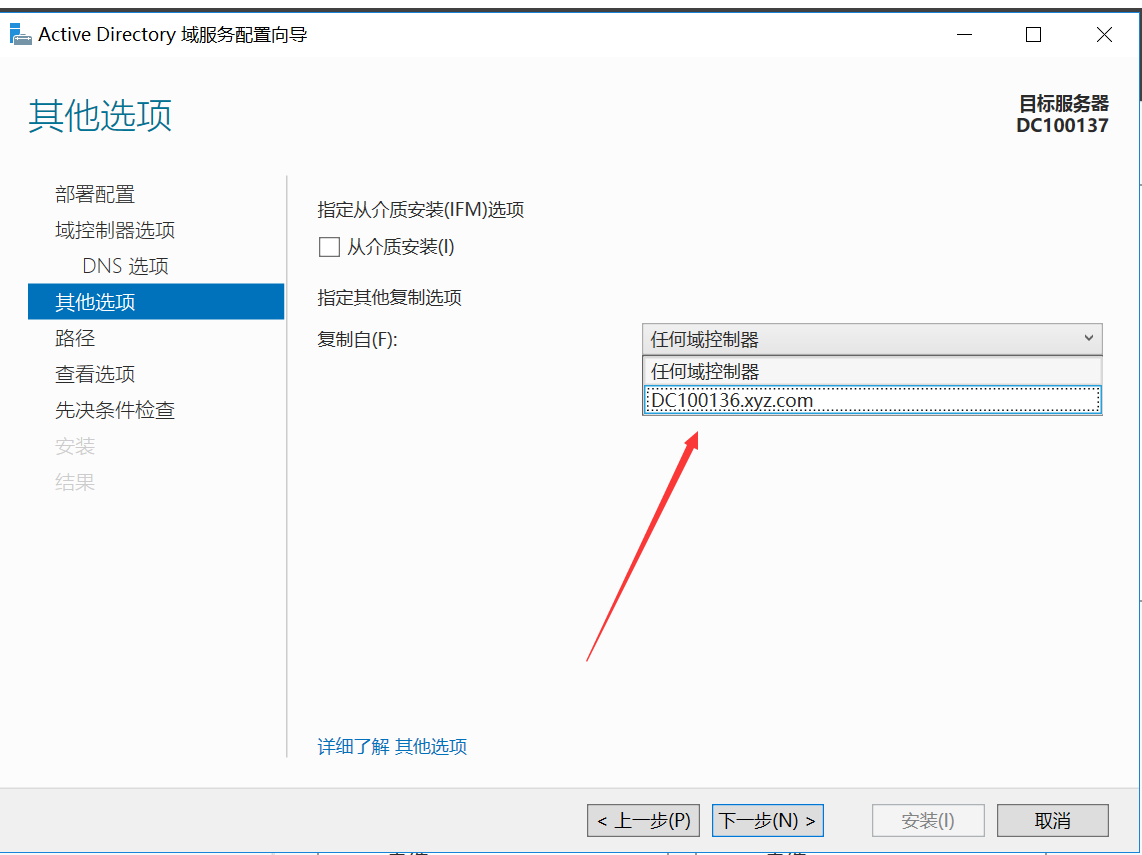 Active Directory 域服务配置向导
其他选项
目标服务器
DC100137
部署配置
域控制器选项
DNS 选项
其他选项
路径
查看选项
先决条件检查
安装
结果
指定从介质安装(IFM)选项
从介质安装(I)
指定其他复制选项
复制自(F):
任何域控制器
任何域控制器
DC100136.xyz.com
详细了解 其他选项
< 上一步(P)
下一步(N) >
安装(I)
取消